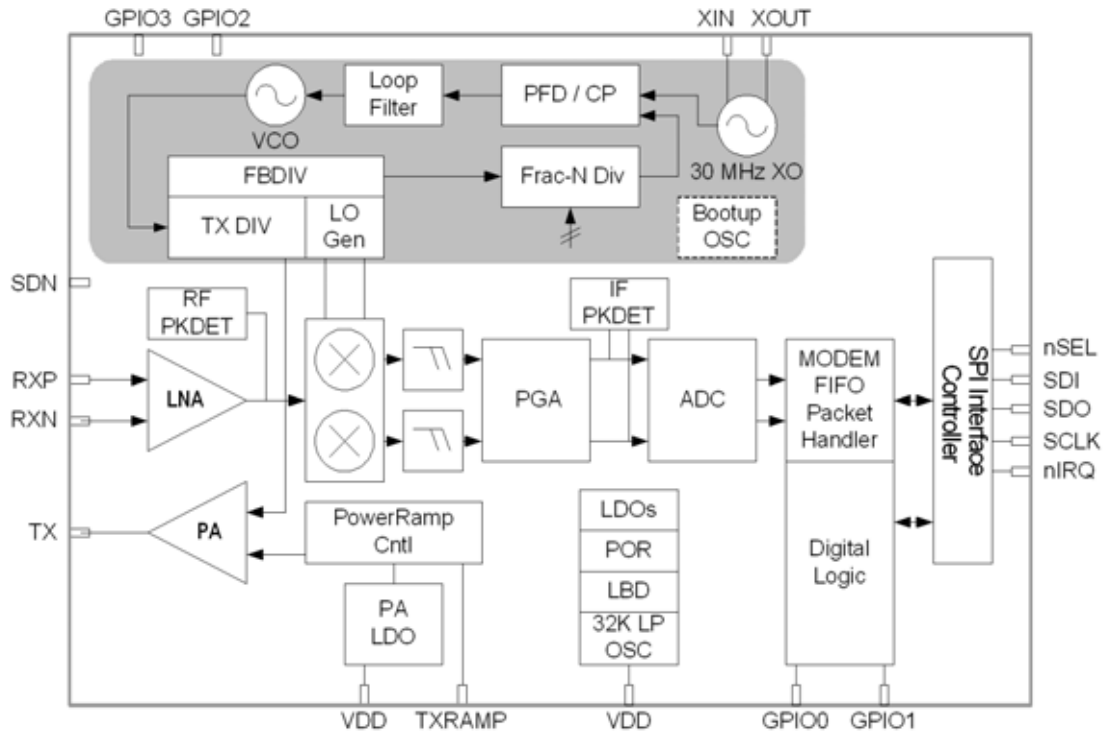 GPIO3 GPIO2
XIN XOUT
Loop
Filter
PFD / CP
VCO
30 MHz XO
FBDIV
Frac-N Div
TX DIV
LO
Gen
Bootup
OSC
SDN
RF
PKDET
IF
PKDET
RXP
RXN
LNA
PGA
ADC
MODEM
FIFO
Packet
Handler
SPI Interface
Controller
nSEL
SDI
SDO
SCLK
nIRQ
TX
PA
PowerRamp
Cntl
PA
LDO
LDOs
POR
LBD
32K LP
OSC
Digital
Logic
VDD
TXRAMP
VDD
GPIO0
GPIO1